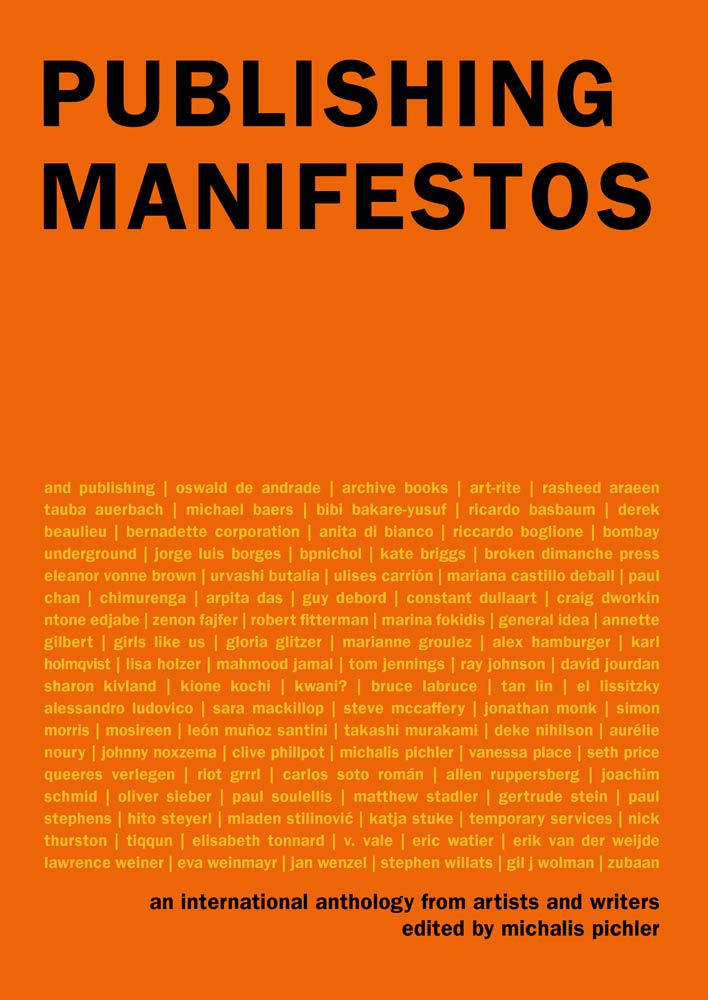 PUBLISHING
MANIFESTOS
and publishing | oswald de andrade | archive books | art-rite | rasheed araeen
tauba auerbach | michael baers | bibi bakare-yusuf | ricardo basbaum | derek
beaulieu | bernadette corporation | anita di bianco | riccardo boglione | bombay
underground | jorge luis borges | bpnichol | kate briggs | broken dimanche press
eleanor vonne brown | urvashi butalia | ulises carrión | mariana castillo deball | paul
chan | chimurenga | arpita das | guy debord | constant dullaart | craig dworkin
ntone edjabe | zenon fajfer | robert fitterman | marina fokidis | general idea | annette
gilbert | girls like us | gloria glitzer | marianne groulez | alex hamburger | karl
holmqvist | lisa holzer | mahmood jamal | tom jennings | ray johnson | david jourdan
sharon kivland | kione kochi | kwani? | bruce labruce | tan lin | el lissitzky
alessandro ludovico | sara mackillop | steve mccaffery | jonathan monk | simon
morris | mosireen | león muñoz santini | takashi murakami | deke nihilson | aurélie
noury | johnny noxzema | clive phillpot | michalis pichler | vanessa place | seth price
queeres verlegen | riot grrrl | carlos soto román | allen ruppersberg | joachim
schmid | oliver sieber | paul soulellis | matthew stadler | gertrude stein | paul
stephens | hito steyerl | mladen stilinović | katja stuke | temporary services | nick
thurston | tiqqun | elisabeth tonnard | v. vale | eric watier | erik van der weijde
lawrence weiner | eva weinmayr | jan wenzel | stephen willats | gil j wolman | zubaan
an international anthology from artists and writers
edited by michalis pichler